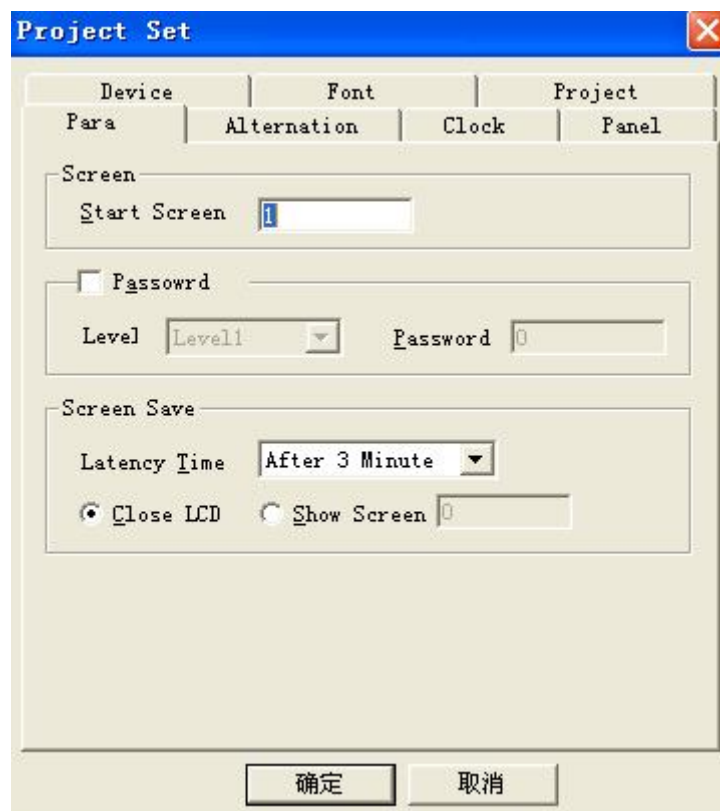 Project Set
Device Font Project
Para Alternation Clock Panel
Screen
Start Screen 1
Passowrd
Level Level1 Password 0
Screen Save
Latency Time After 3 Minute
Close LCD Show Screen 0
确定 取消